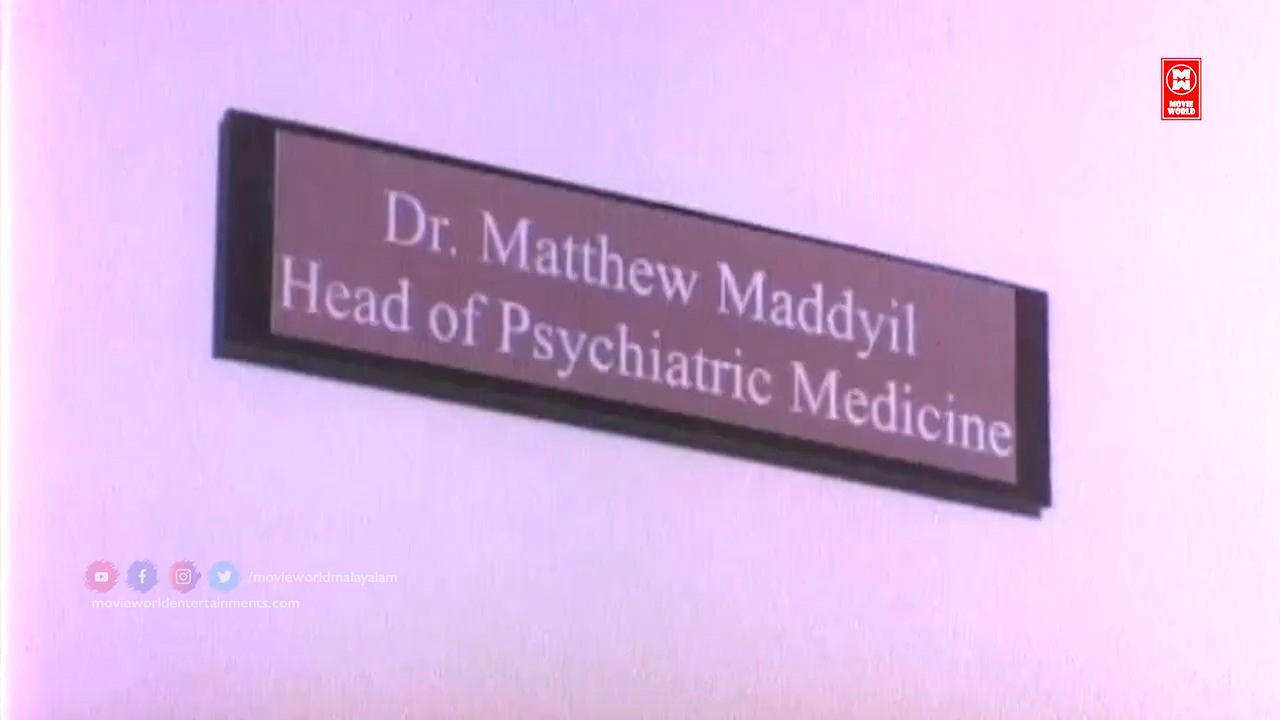 MOVIE
WORLD
Dr. Matthew Maddyil
Head of Psychiatric Medicine
/movieworldmalayalam
movieworldentertainments.com